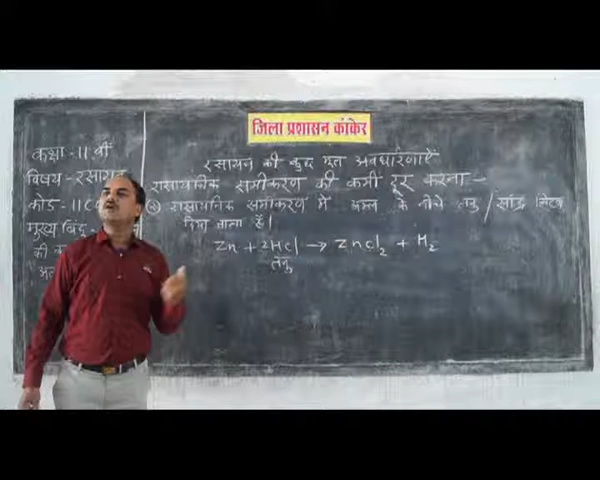 जिला प्रशासन कांकेर
कक्षा - 11 वीं
विषय - रसायन
कोड - 11C
मुख्य बिंदु -
की
रसायन की कुछ मूल अवधारणाएँ
रासायनिक समीकरण की कमी दूर करना :-
रासायनिक समीकरण में अम्ल के नीचे तनु / सांद्र लिखा
दिया जाता है।
Zn + 2HCl → ZnCl₂ + H₂
तनु